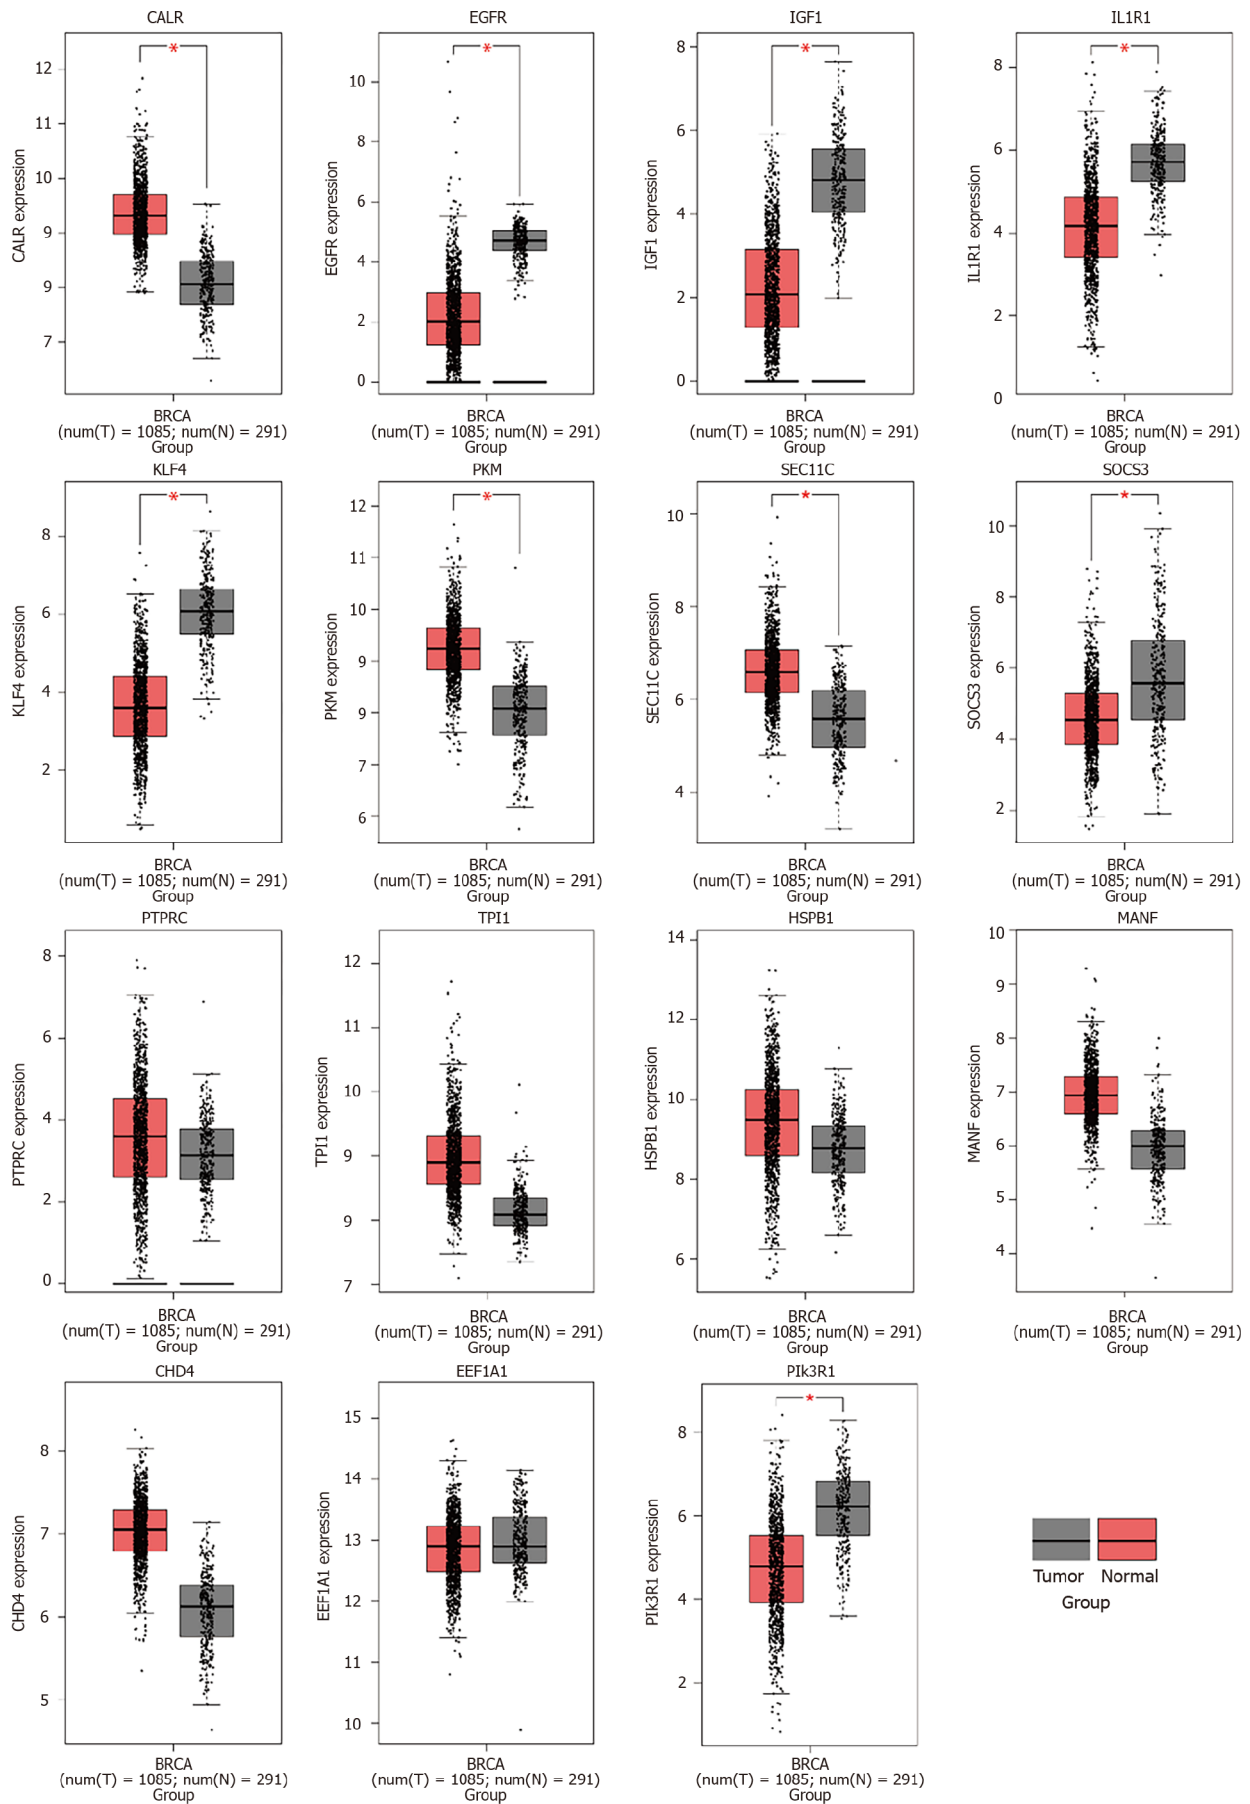 CALR
*
12
11
10
9
9
7
CALR expression
BRCA
(num(T) = 1085; num(N) = 291)
Group
EGFR
*
10
8
6
4
2
0
EGFR expression
BRCA
(num(T) = 1085; num(N) = 291)
Group
IGF1
*
8
6
4
2
0
IGF1 expression
BRCA
(num(T) = 1085; num(N) = 291)
Group
IL1R1
*
8
6
4
2
0
IL1R1 expression
BRCA
(num(T) = 1085; num(N) = 291)
Group
KLF4
*
8
6
4
2
KLF4 expression
BRCA
(num(T) = 1085; num(N) = 291)
Group
PKM
*
12
11
10
9
9
7
6
PKM expression
BRCA
(num(T) = 1085; num(N) = 291)
Group
SEC11C
*
10
8
6
4
SEC11C expression
BRCA
(num(T) = 1085; num(N) = 291)
Group
SOCS3
*
10
8
6
4
2
SOCS3 expression
BRCA
(num(T) = 1085; num(N) = 291)
Group
PTPRC
8
6
4
2
0
PTPRC expression
BRCA
(num(T) = 1085; num(N) = 291)
Group
TPI1
12
11
10
9
9
7
TPI1 expression
BRCA
(num(T) = 1085; num(N) = 291)
Group
HSPB1
14
12
10
8
6
HSPB1 expression
BRCA
(num(T) = 1085; num(N) = 291)
Group
MANF
10
9
8
7
6
5
4
MANF expression
BRCA
(num(T) = 1085; num(N) = 291)
Group
CHD4
8
7
6
5
CHD4 expression
BRCA
(num(T) = 1085; num(N) = 291)
Group
EEF1A1
15
14
13
12
11
10
EEF1A1 expression
BRCA
(num(T) = 1085; num(N) = 291)
Group
PIk3R1
*
8
6
4
2
PIk3R1 expression
BRCA
(num(T) = 1085; num(N) = 291)
Group
Tumor Normal
Group